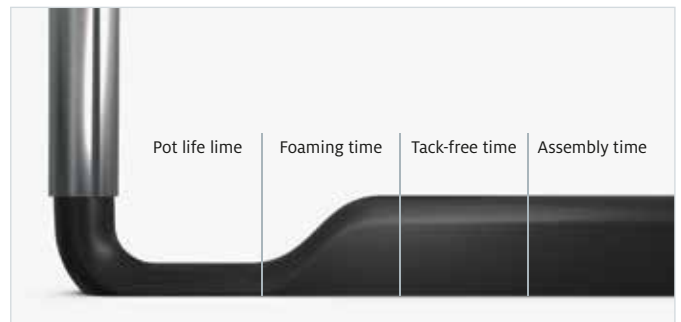 Pot life lime
Foaming time
Tack-free time
Assembly time